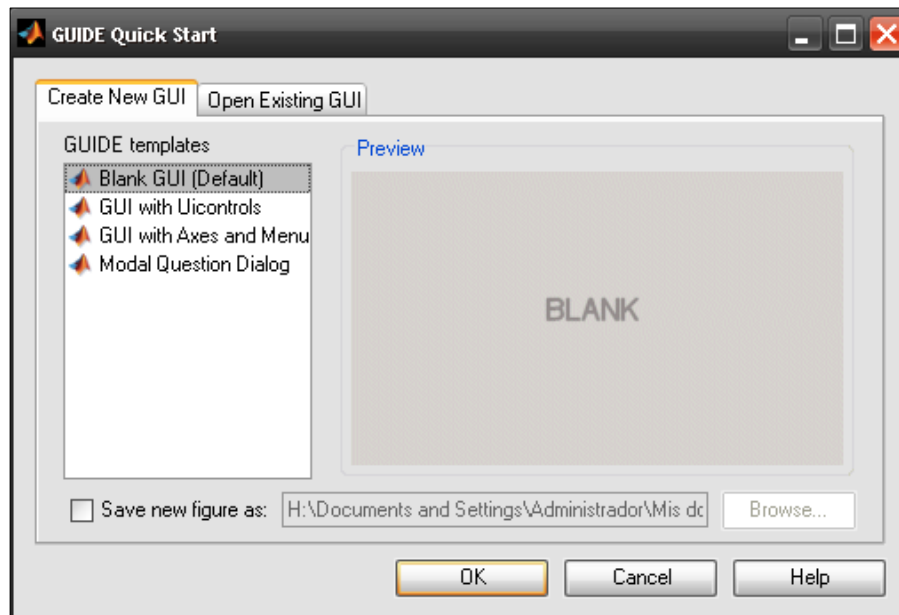 GUIDE Quick Start
Create New GUI
Open Existing GUI
GUIDE templates
Blank GUI (Default)
GUI with Uicontrols
GUI with Axes and Menu
Modal Question Dialog
Preview
BLANK
Save new figure as:
H:\Documents and Settings\Administrador\Mis dc
Browse...
OK
Cancel
Help